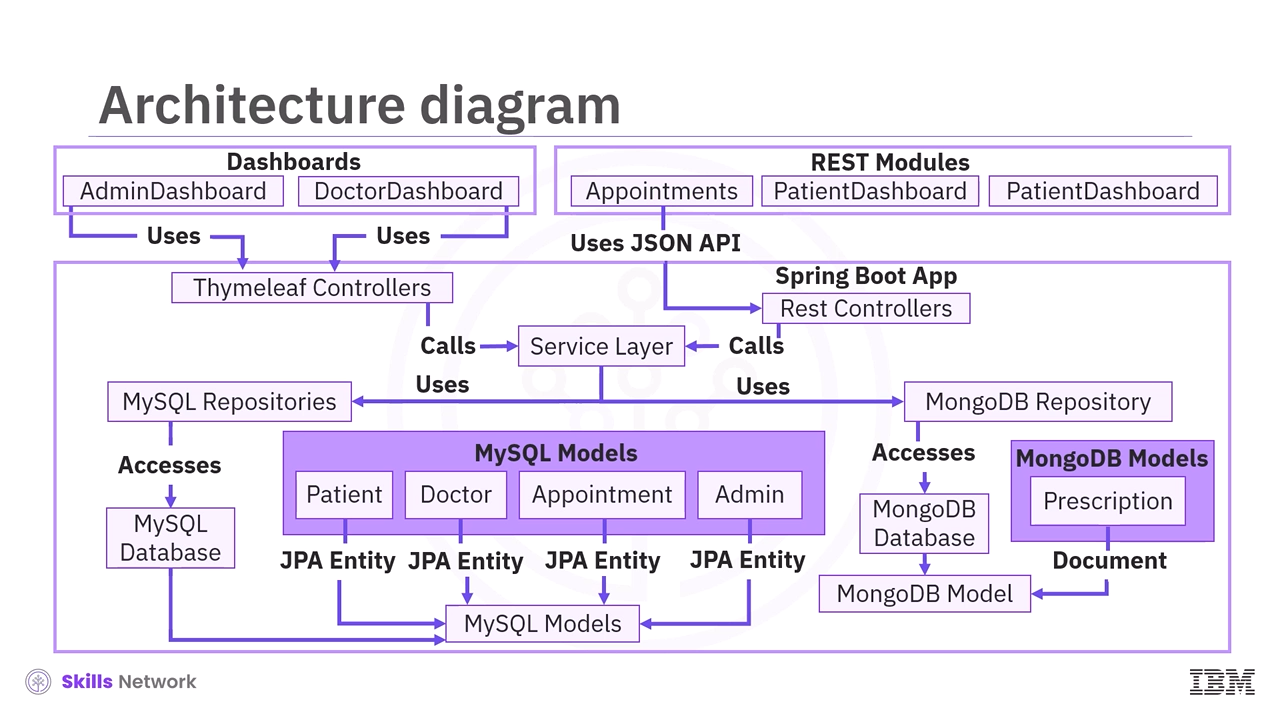 Architecture diagram
Dashboards
AdminDashboard
DoctorDashboard
REST Modules
Appointments
PatientDashboard
PatientDashboard
Uses
Uses
Uses JSON API
Thymeleaf Controllers
Spring Boot App
Rest Controllers
Calls
Service Layer
Calls
Uses
Uses
MySQL Repositories
MongoDB Repository
Accesses
MySQL Models
Patient
Doctor
Appointment
Admin
Accesses
MongoDB Models
Prescription
MySQL
Database
MongoDB
Database
JPA Entity
JPA Entity
JPA Entity
JPA Entity
Document
MySQL Models
MongoDB Model
Skills Network
IBM